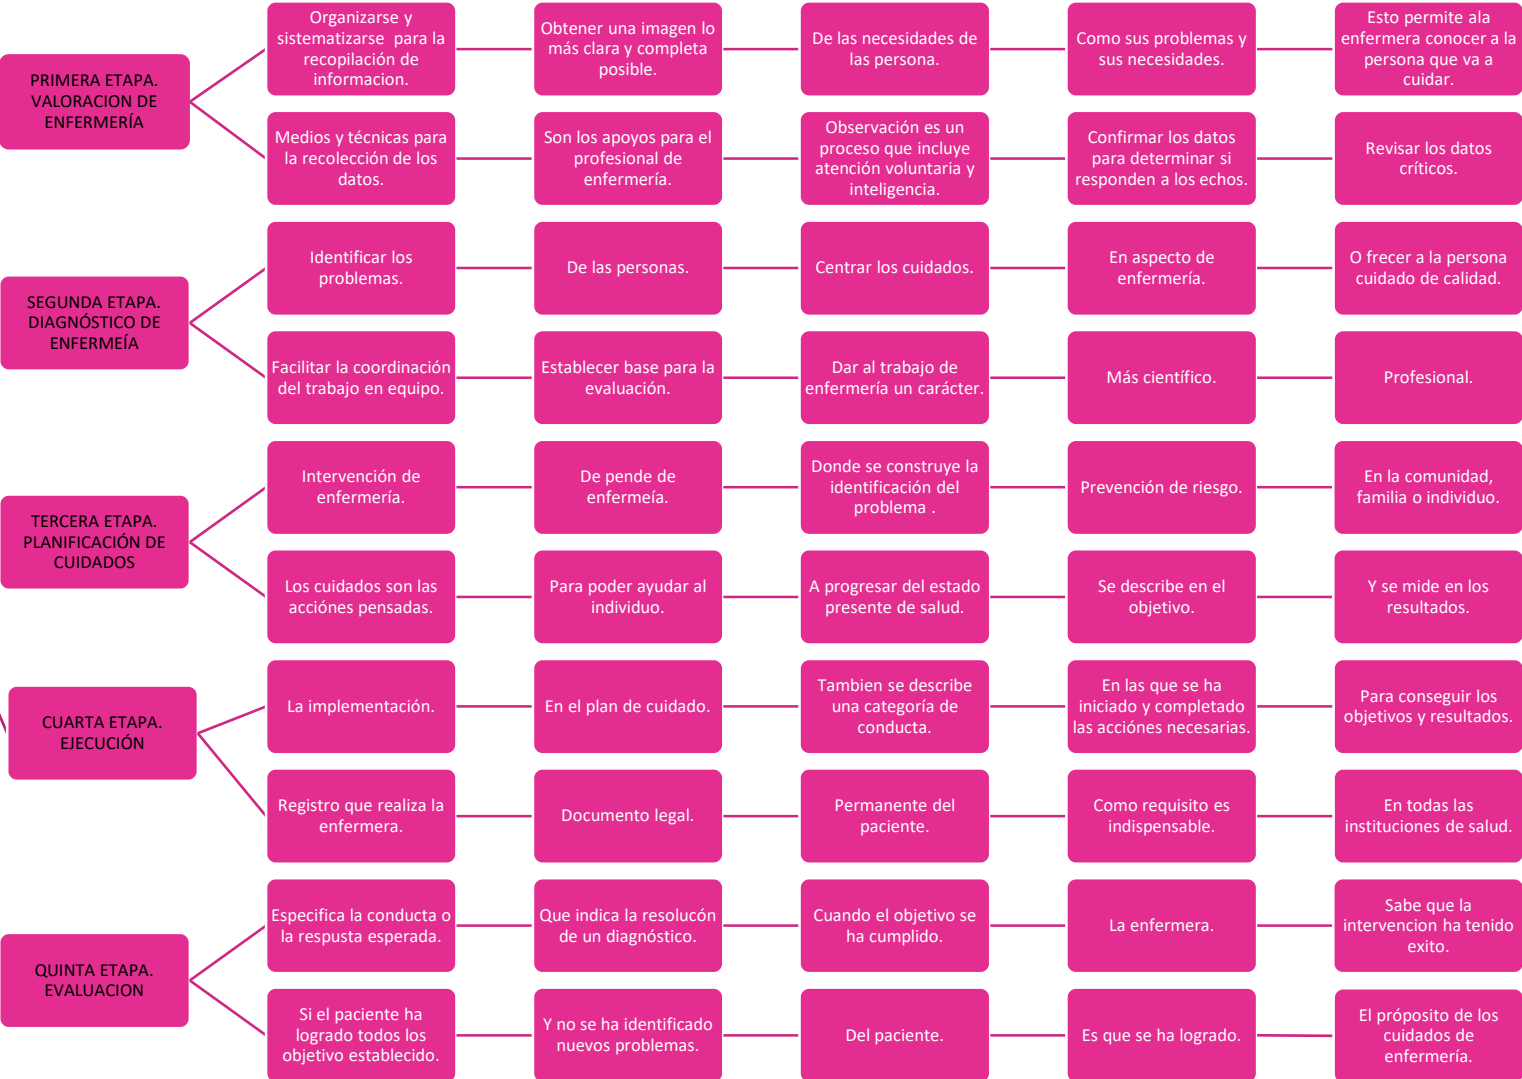 PRIMERA ETAPA.
VALORACION DE
ENFERMERÍA
Organizarse y
sistematizarse para la
recopilación de
informacion.
Obtener una imagen lo
más clara y completa
posible.
De las necesidades de
las persona.
Como sus problemas y
sus necesidades.
Esto permite ala
enfermera conocer a la
persona que va a
cuidar.
Medios y técnicas para
la recolección de los
datos.
Son los apoyos para el
profesional de
enfermería.
Observación es un
proceso que incluye
atención voluntaria y
inteligencia.
Confirmar los datos
para determinar si
responden a los echos.
Revisar los datos
críticos.
SEGUNDA ETAPA.
DIAGNÓSTICO DE
ENFERMEÍA
Identificar los
problemas.
De las personas.
Centrar los cuidados.
En aspecto de
enfermería.
O frecer a la persona
cuidado de calidad.
Facilitar la coordinación
del trabajo en equipo.
Establecer base para la
evaluación.
Dar al trabajo de
enfermería un carácter.
Más científico.
Profesional.
TERCERA ETAPA.
PLANIFICACIÓN DE
CUIDADOS
Intervención de
enfermería.
De pende de
enfermeía.
Donde se construye la
identificación del
problema .
Prevención de riesgo.
En la comunidad,
familia o individuo.
Los cuidados son las
acciónes pensadas.
Para poder ayudar al
individuo.
A progresar del estado
presente de salud.
Se describe en el
objetivo.
Y se mide en los
resultados.
CUARTA ETAPA.
EJECUCIÓN
La implementación.
En el plan de cuidado.
Tambien se describe
una categoría de
conducta.
En las que se ha
iniciado y completado
las acciónes necesarias.
Para conseguir los
objetivos y resultados.
Registro que realiza la
enfermera.
Documento legal.
Permanente del
paciente.
Como requisito es
indispensable.
En todas las
instituciones de salud.
QUINTA ETAPA.
EVALUACION
Especifica la conducta o
la respusta esperada.
Que indica la resolucón
de un diagnóstico.
Cuando el objetivo se
ha cumplido.
La enfermera.
Sabe que la
intervencion ha tenido
exito.
Si el paciente ha
logrado todos los
objetivo establecido.
Y no se ha identificado
nuevos problemas.
Del paciente.
Es que se ha logrado.
El próposito de los
cuidados de
enfermería.